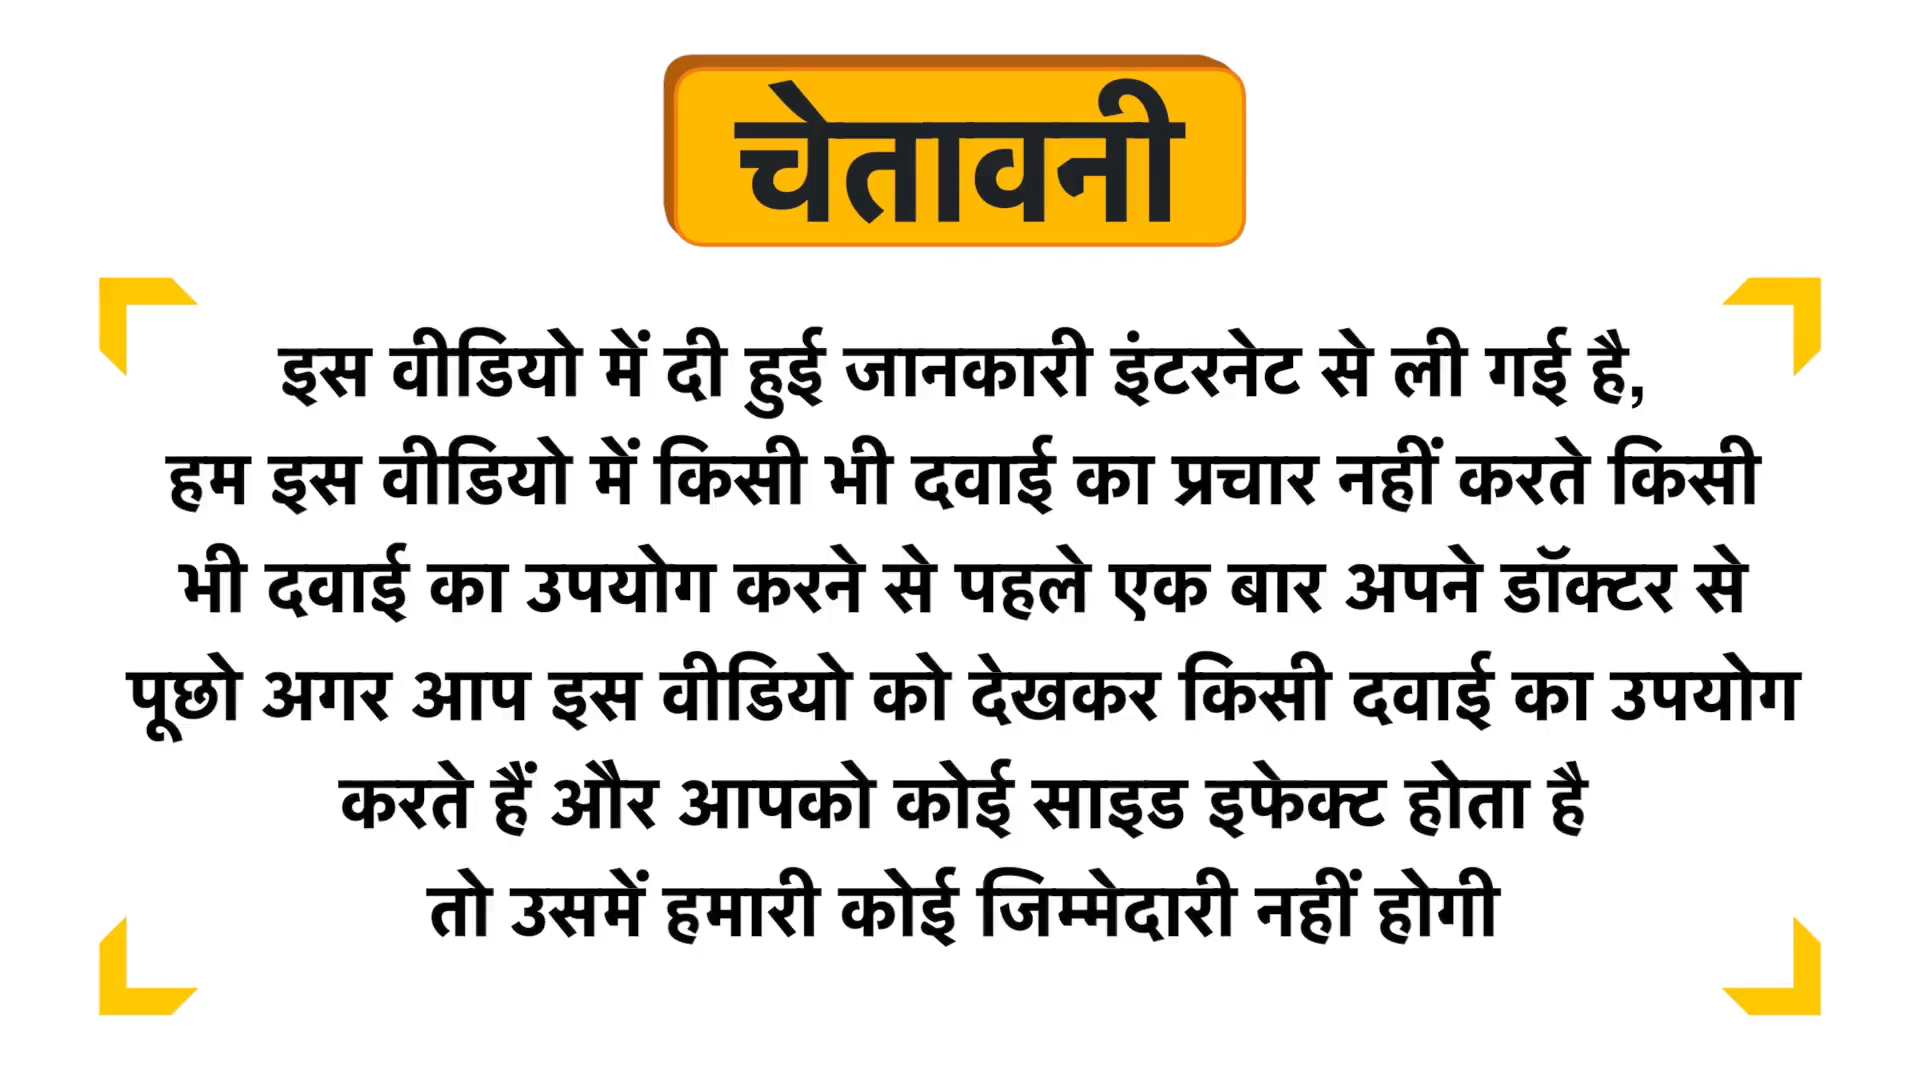 चेतावनी
इस वीडियो में दी हुई जानकारी इंटरनेट से ली गई है,
हम इस वीडियो में किसी भी दवाई का प्रचार नहीं करते किसी
भी दवाई का उपयोग करने से पहले एक बार अपने डॉक्टर से
पूछो अगर आप इस वीडियो को देखकर किसी दवाई का उपयोग
करते हैं और आपको कोई साइड इफेक्ट होता है
तो उसमें हमारी कोई जिम्मेदारी नहीं होगी